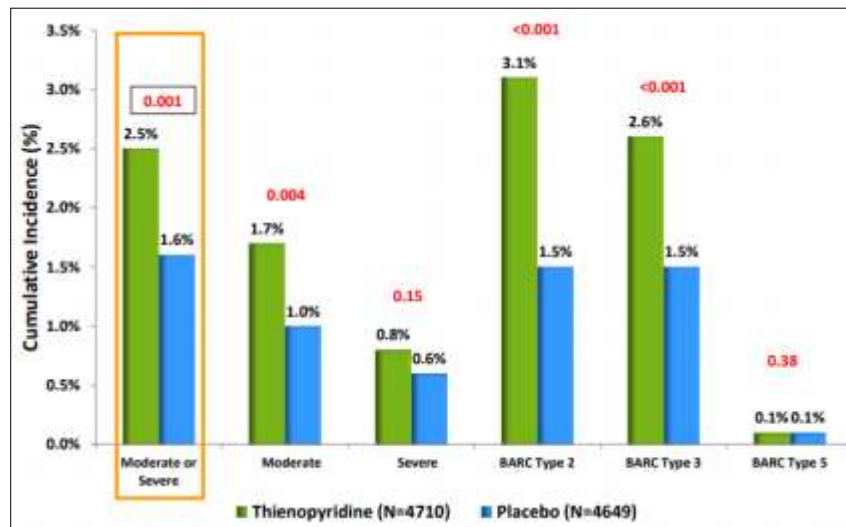 3.5%
3.0%
2.5%
2.0%
1.5%
1.0%
0.5%
0.0%
Cumulative Incidence (%)
0.001
2.5%
1.6%
0.004
1.7%
1.0%
0.15
0.8%
0.6%
<0.001
3.1%
1.5%
<0.001
2.6%
1.5%
0.38
0.1% 0.1%
Moderate or
Severe
Moderate
Severe
BARC Type 2
BARC Type 3
BARC Type 5
Thienopyridine (N=4710)
Placebo (N=4649)